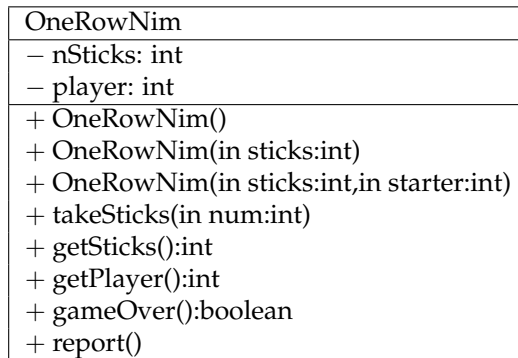 OneRowNim
− nSticks: int
− player: int
+ OneRowNim()
+ OneRowNim(in sticks:int)
+ OneRowNim(in sticks:int,in starter:int)
+ takeSticks(in num:int)
+ getSticks():int
+ getPlayer():int
+ gameOver():boolean
+ report()